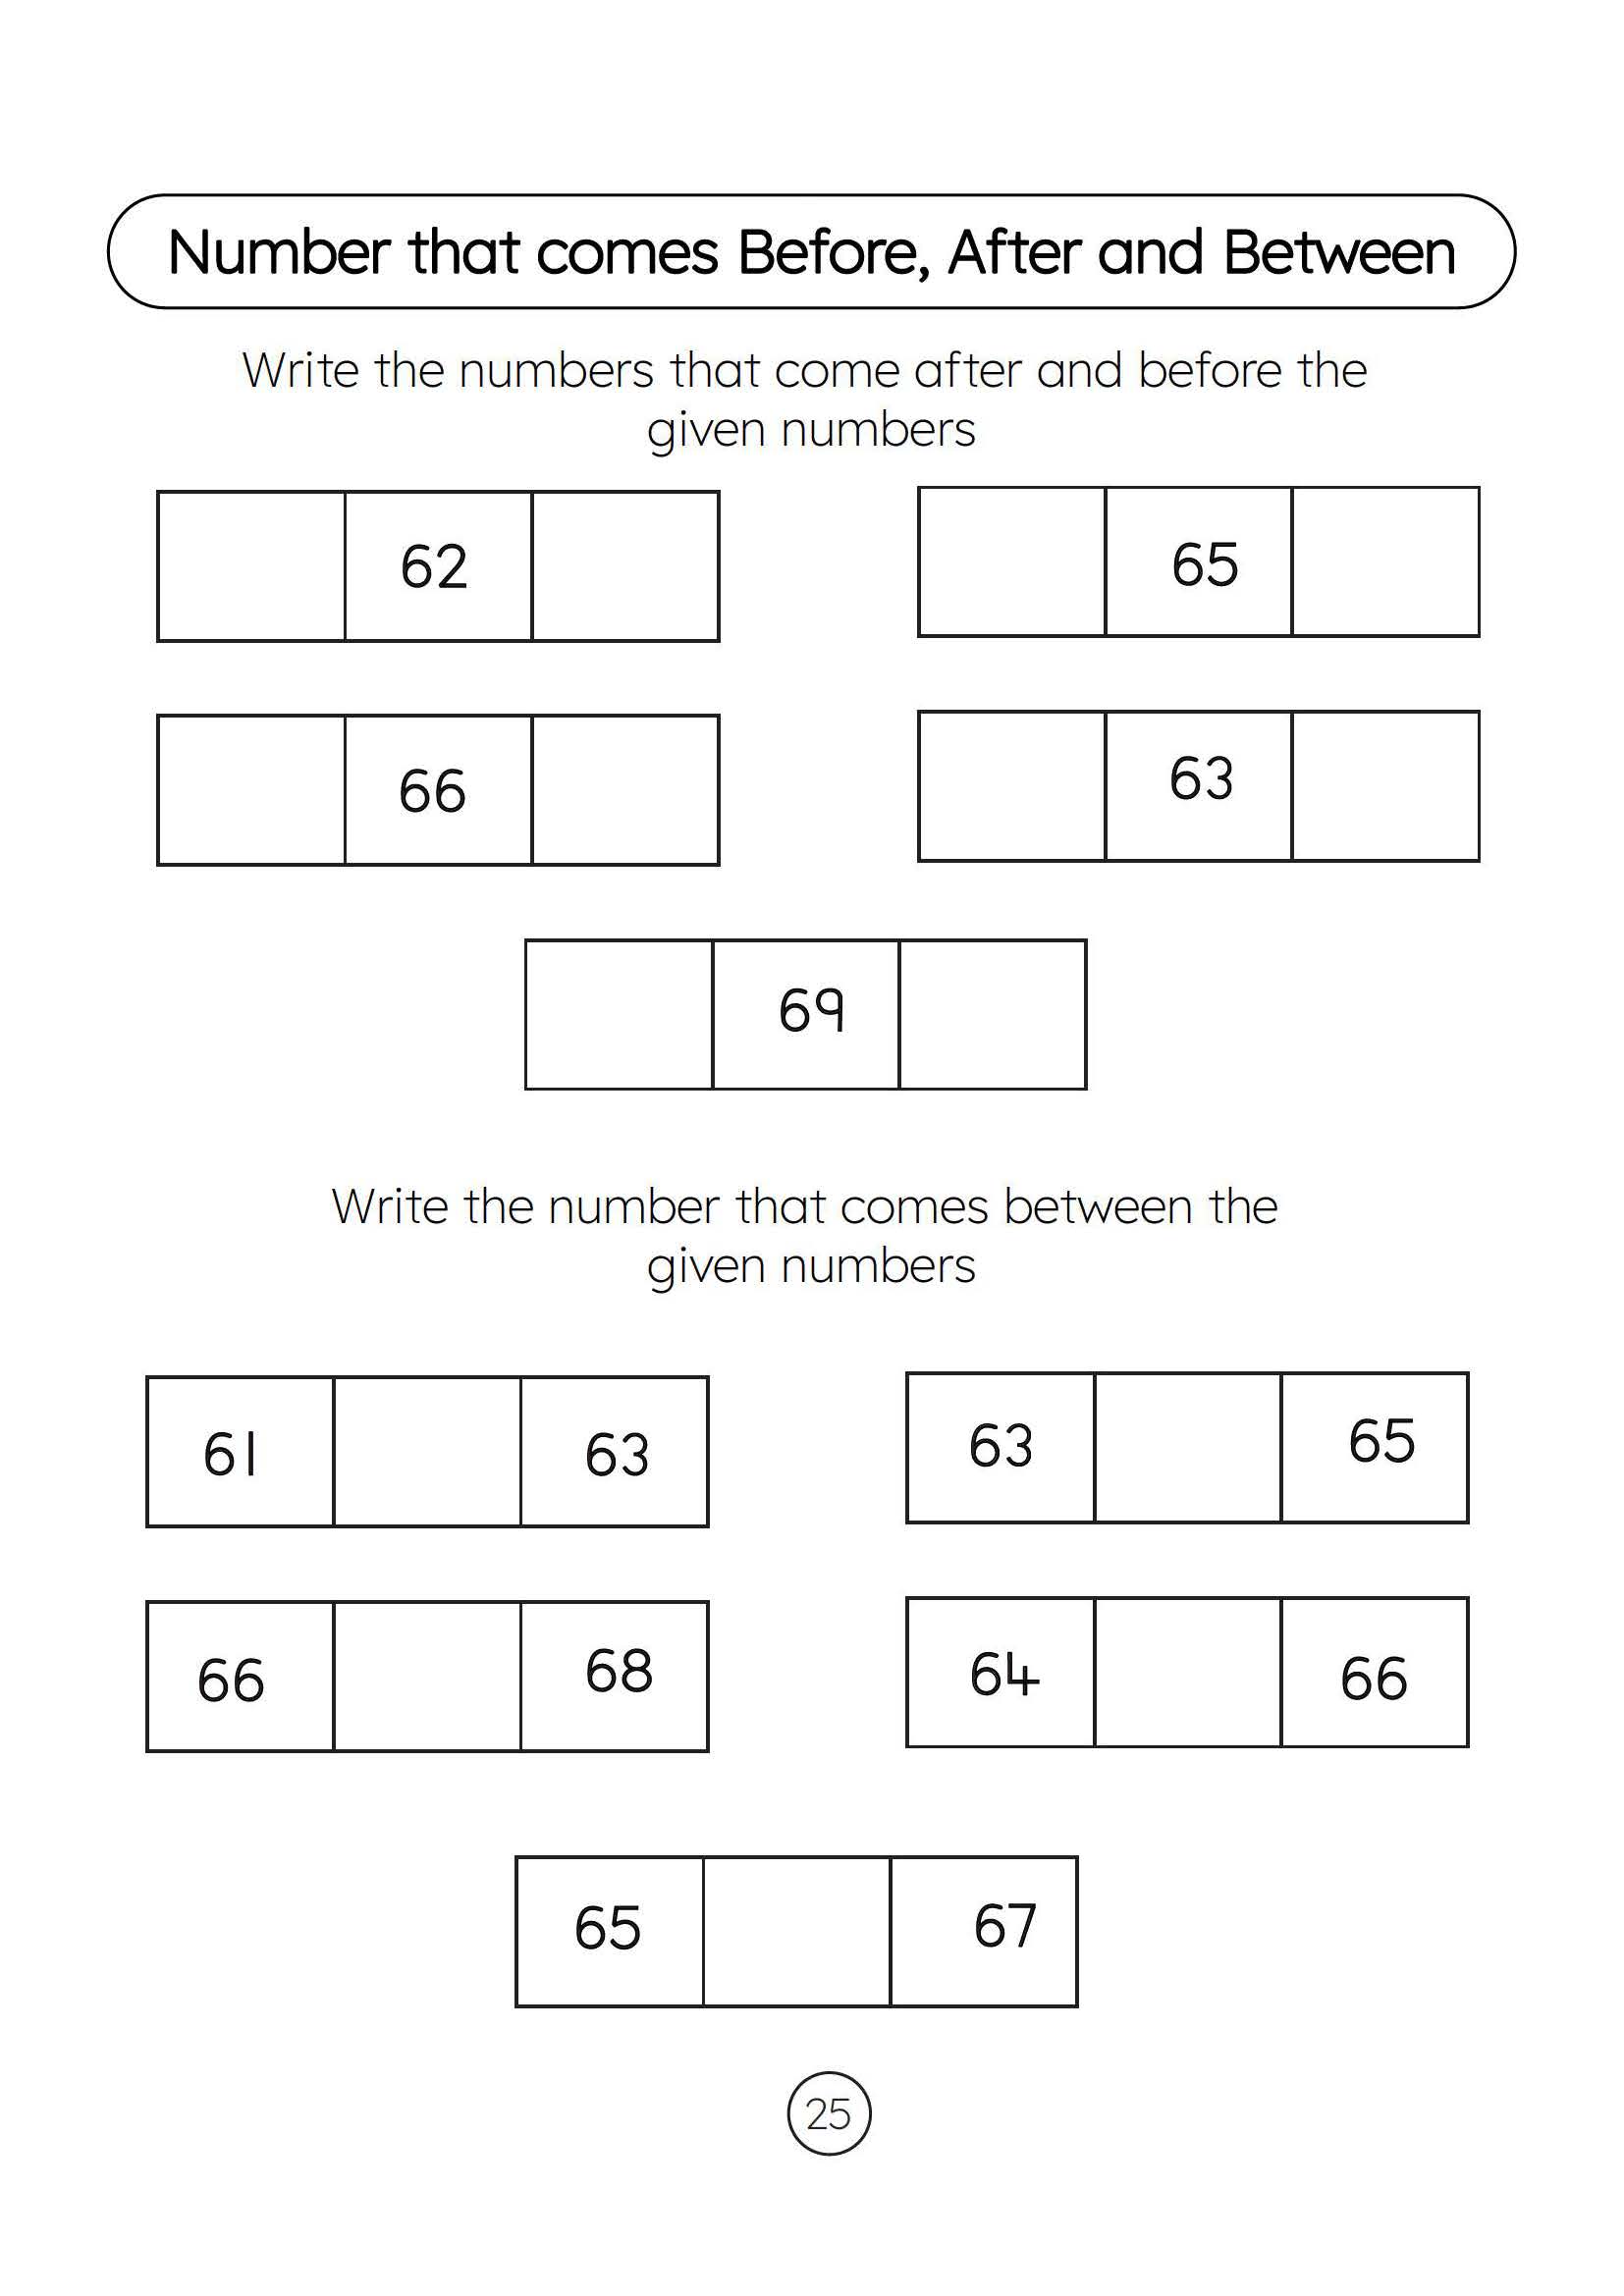 Number that comes Before, After and Between
Write the numbers that come after and before the
given numbers
62
65
66
63
69
Write the number that comes between the
given numbers
61 63
63 65
66 68
64 66
65 67
25